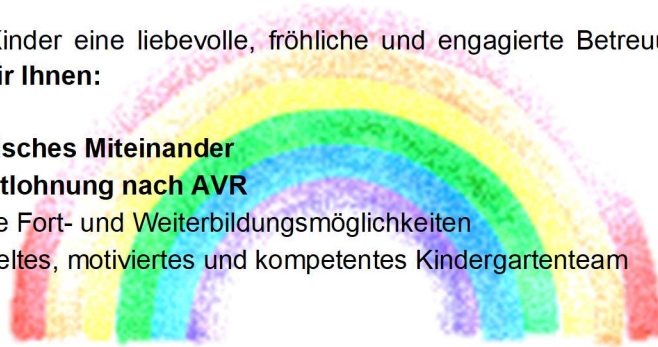 Kinder eine liebevolle, fröhliche und engagierte Betreuu
ir Ihnen:
isches Miteinander
tlohnung nach AVR
e Fort- und Weiterbildungsmöglichkeiten
eltes, motiviertes und kompetentes Kindergartenteam